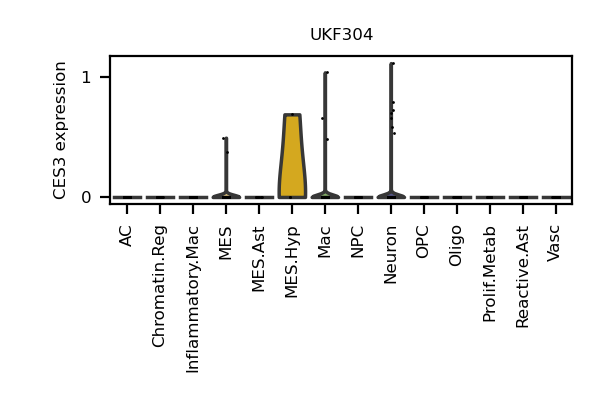 UKF304
CES3 expression
1
0
AC
Chromatin.Reg
Inflammatory.Mac
MES
MES.Ast
MES.Hyp
Mac
NPC
Neuron
OPC
Oligo
Prolif.Metab
Reactive.Ast
Vasc